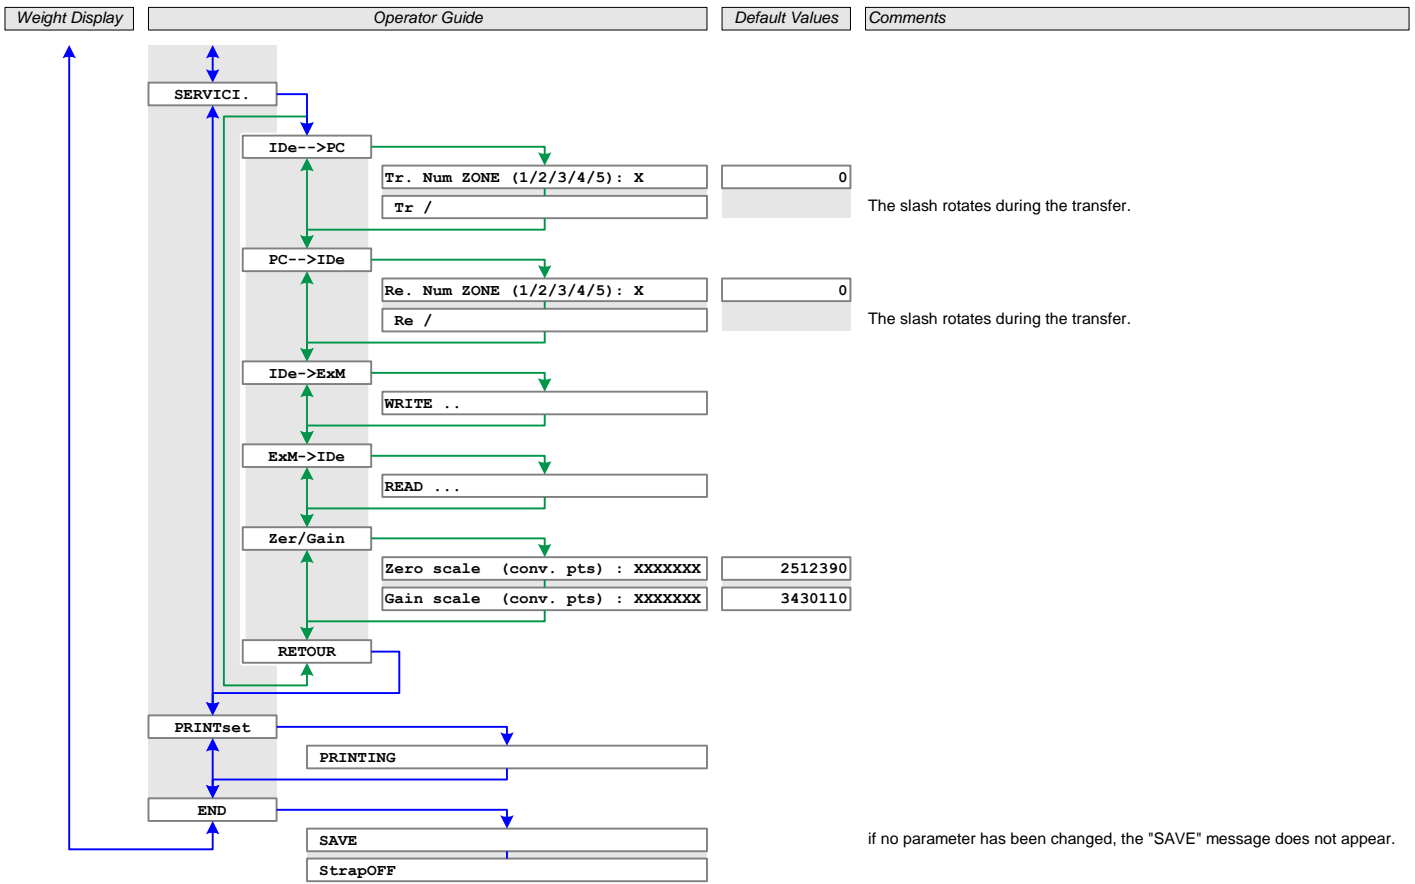 Weight Display Operator Guide Default Values Comments
SERVICI.
IDe-->PC
Tr. Num ZONE (1/2/3/4/5): X 0
Tr / The slash rotates during the transfer.
PC-->IDe
Re. Num ZONE (1/2/3/4/5): X 0
Re / The slash rotates during the transfer.
IDe->ExM
WRITE ..
ExM->IDe
READ ...
Zer/Gain
Zero scale (conv. pts) : XXXXXXX 2512390
Gain scale (conv. pts) : XXXXXXX 3430110
RETOUR
PRINTset
PRINTING
END
SAVE if no parameter has been changed, the "SAVE" message does not appear.
StrapOFF